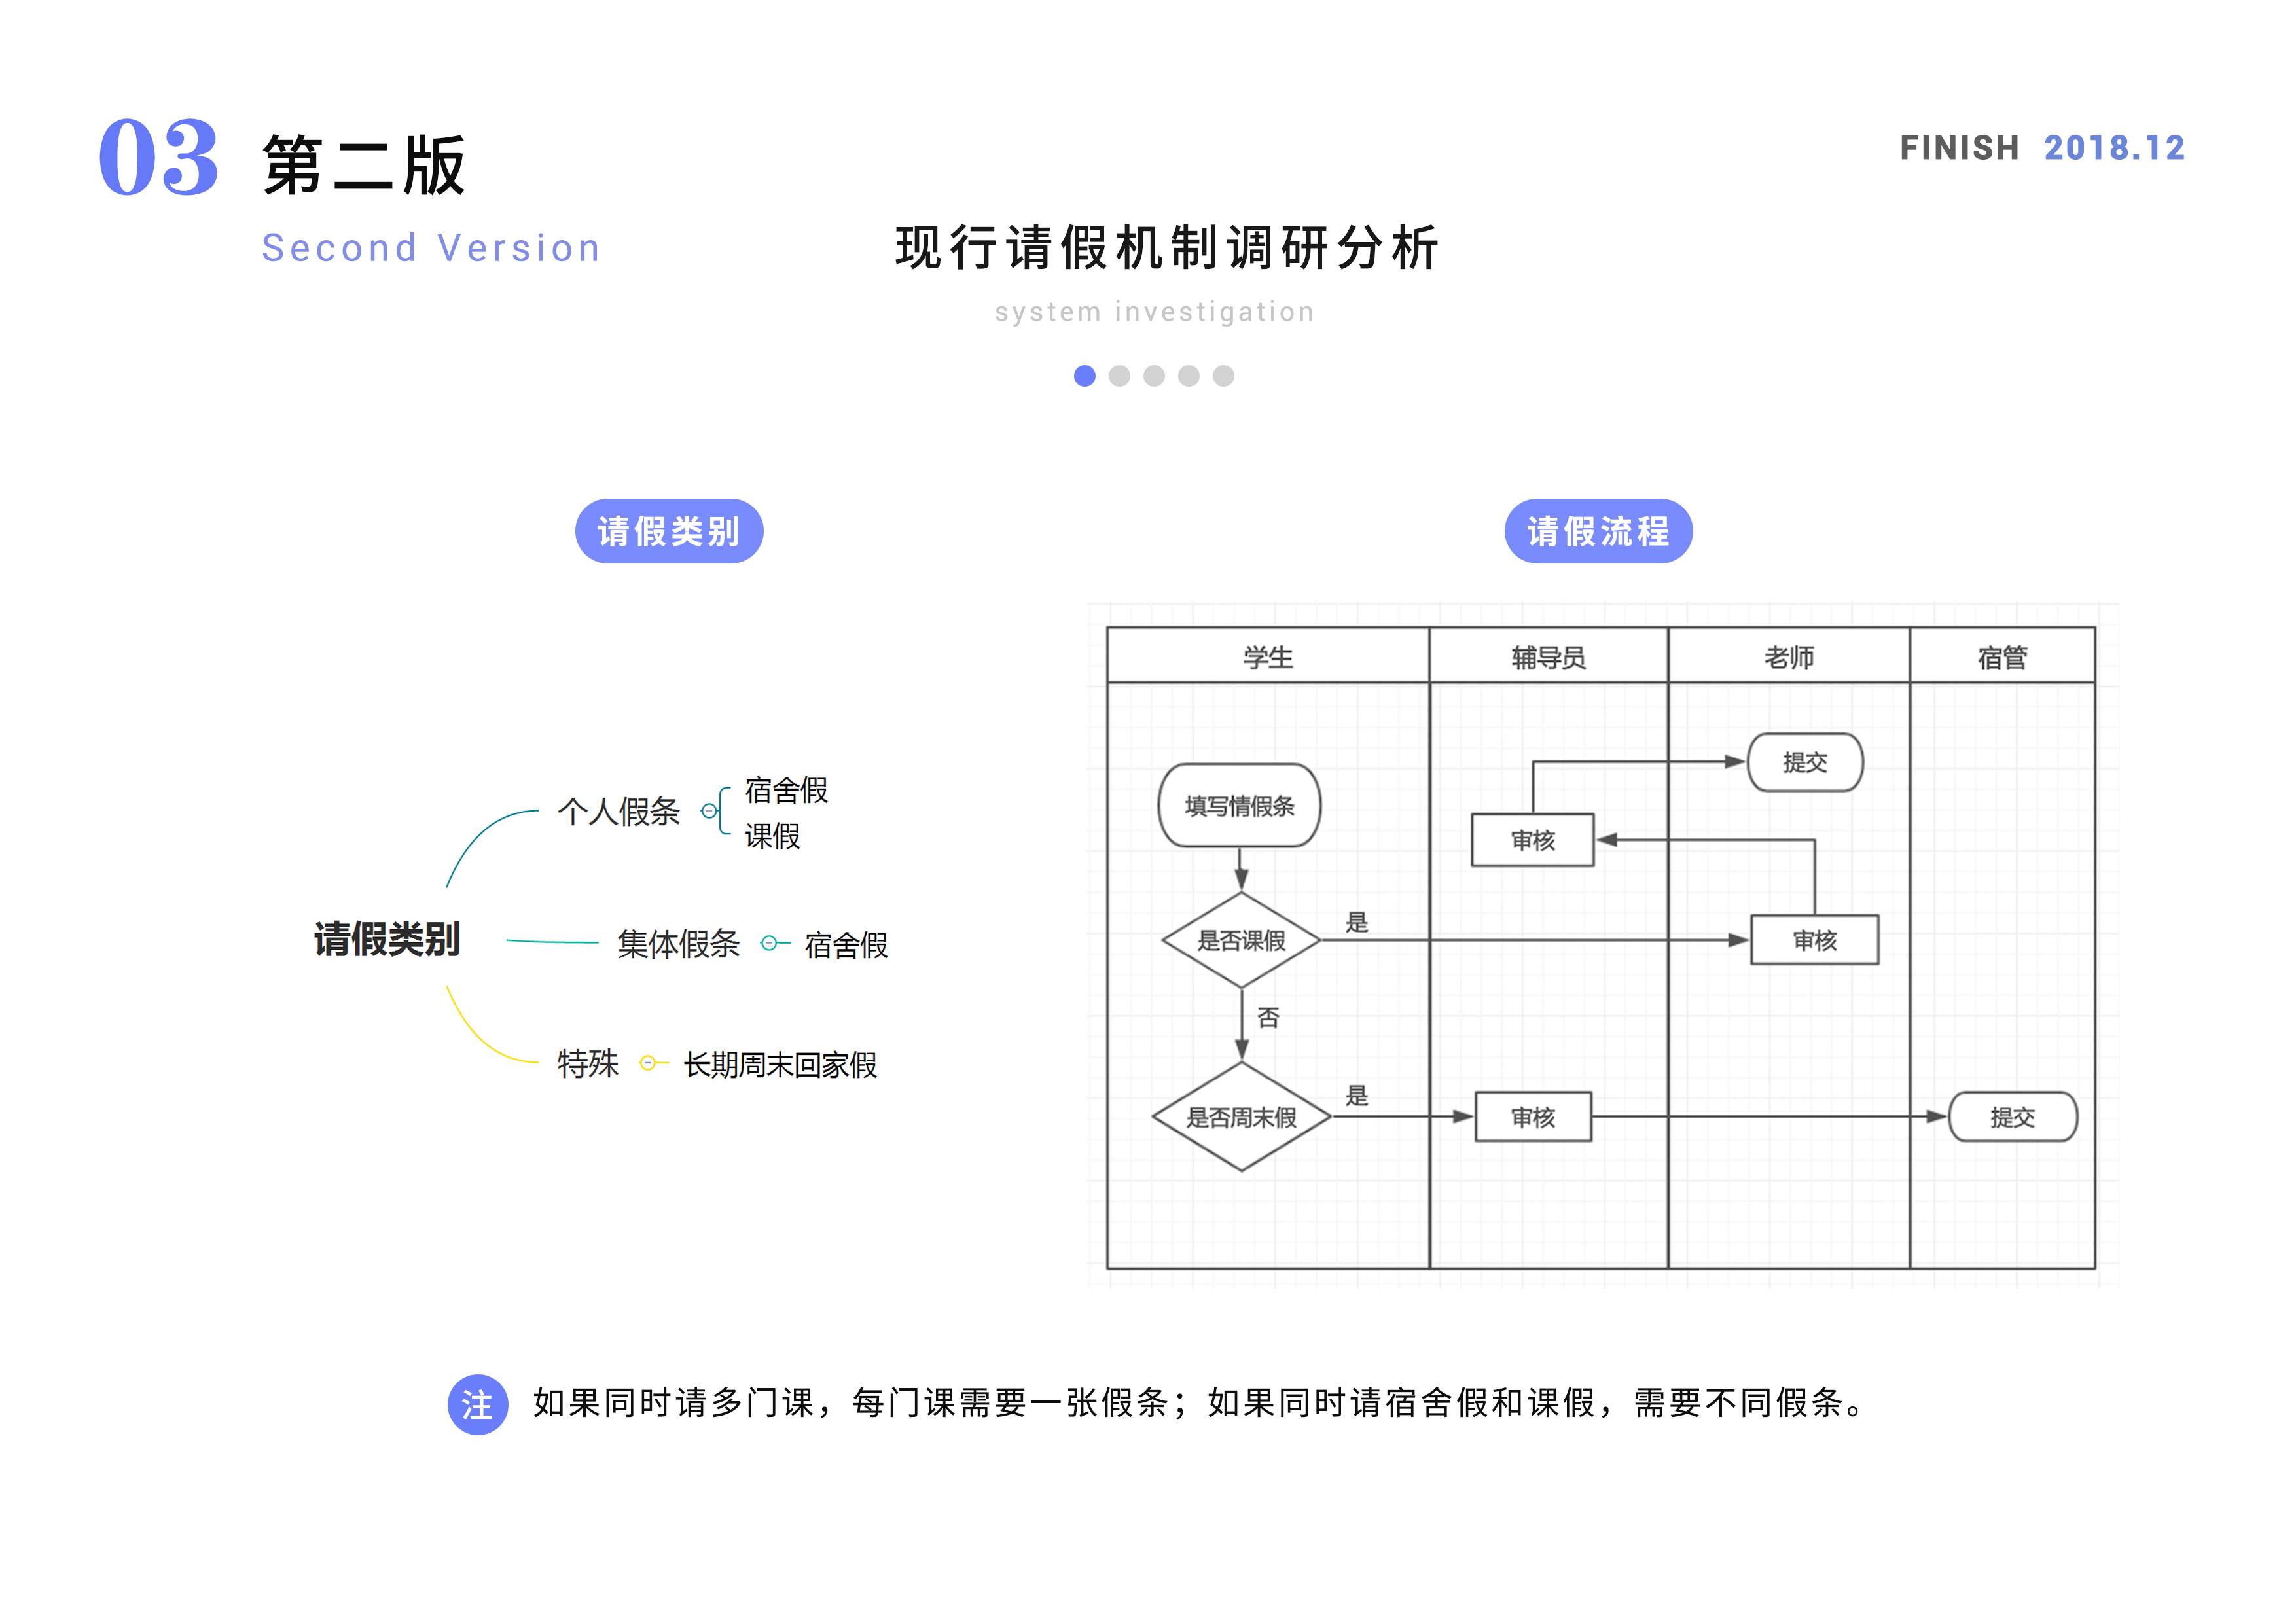 03 第二版
Second Version
FINISH 2018.12
现行请假机制调研分析
system investigation
请假类别
请假类别
个人假条
宿舍假
课假
集体假条
宿舍假
特殊
长期周末回家假
请假流程
学生
辅导员
老师
宿管
提交
填写情假条
审核
是否课假
是
审核
否
是否周末假
是
审核
提交
注 如果同时请多门课，每门课需要一张假条；如果同时请宿舍假和课假，需要不同假条。